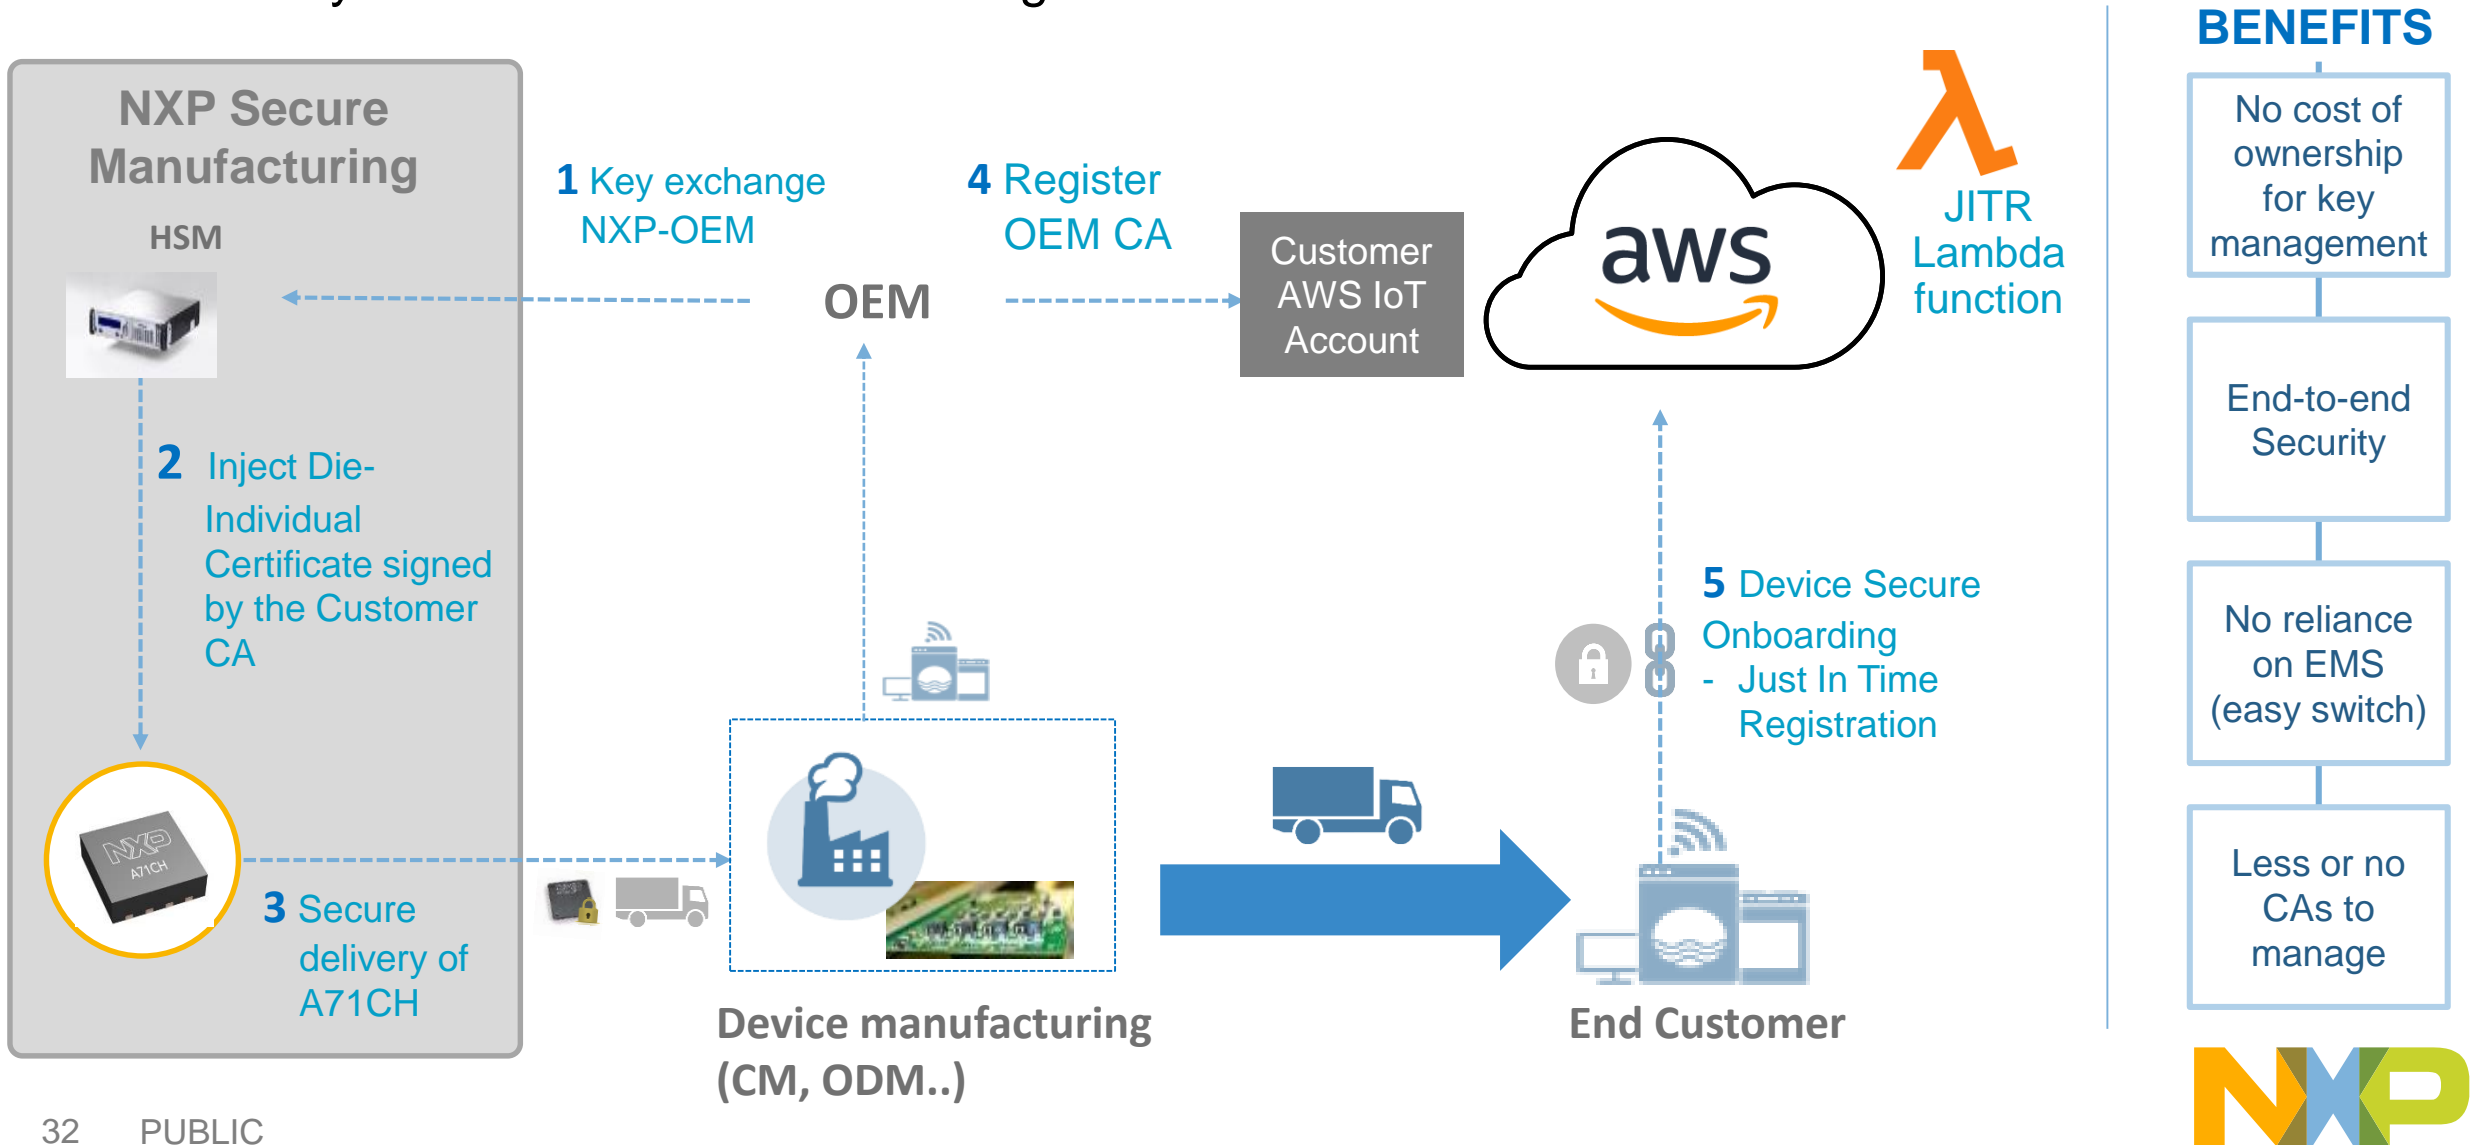 NXP Secure
Manufacturing
HSM
1 Key exchange
NXP-OEM
4 Register
OEM CA
OEM
Customer
AWS IoT
Account
aws
JITR
Lambda
function
2 Inject Die-
Individual
Certificate signed
by the Customer
CA
NXP
A71CH
3 Secure
delivery of
A71CH
Device manufacturing
(CM, ODM..)
5 Device Secure
Onboarding
- Just In Time
Registration
End Customer
BENEFITS
No cost of
ownership
for key
management
End-to-end
Security
No reliance
on EMS
(easy switch)
Less or no
CAs to
manage
NXP
32 PUBLIC